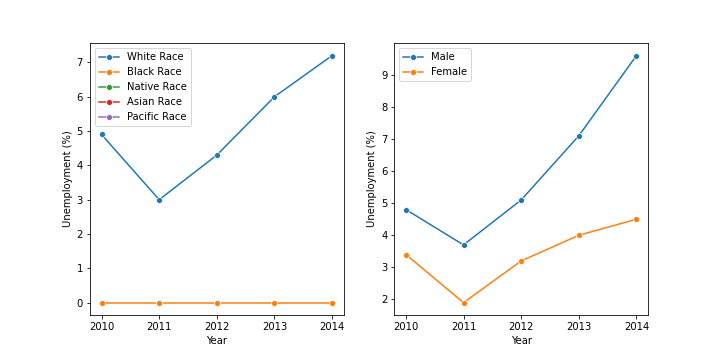 White Race
Black Race
Native Race
Asian Race
Pacific Race
Unemployment (%)
7
6
5
4
3
2
1
0
2010 2011 2012 2013 2014
Year
Male
Female
Unemployment (%)
9
8
7
6
5
4
3
2
2010 2011 2012 2013 2014
Year